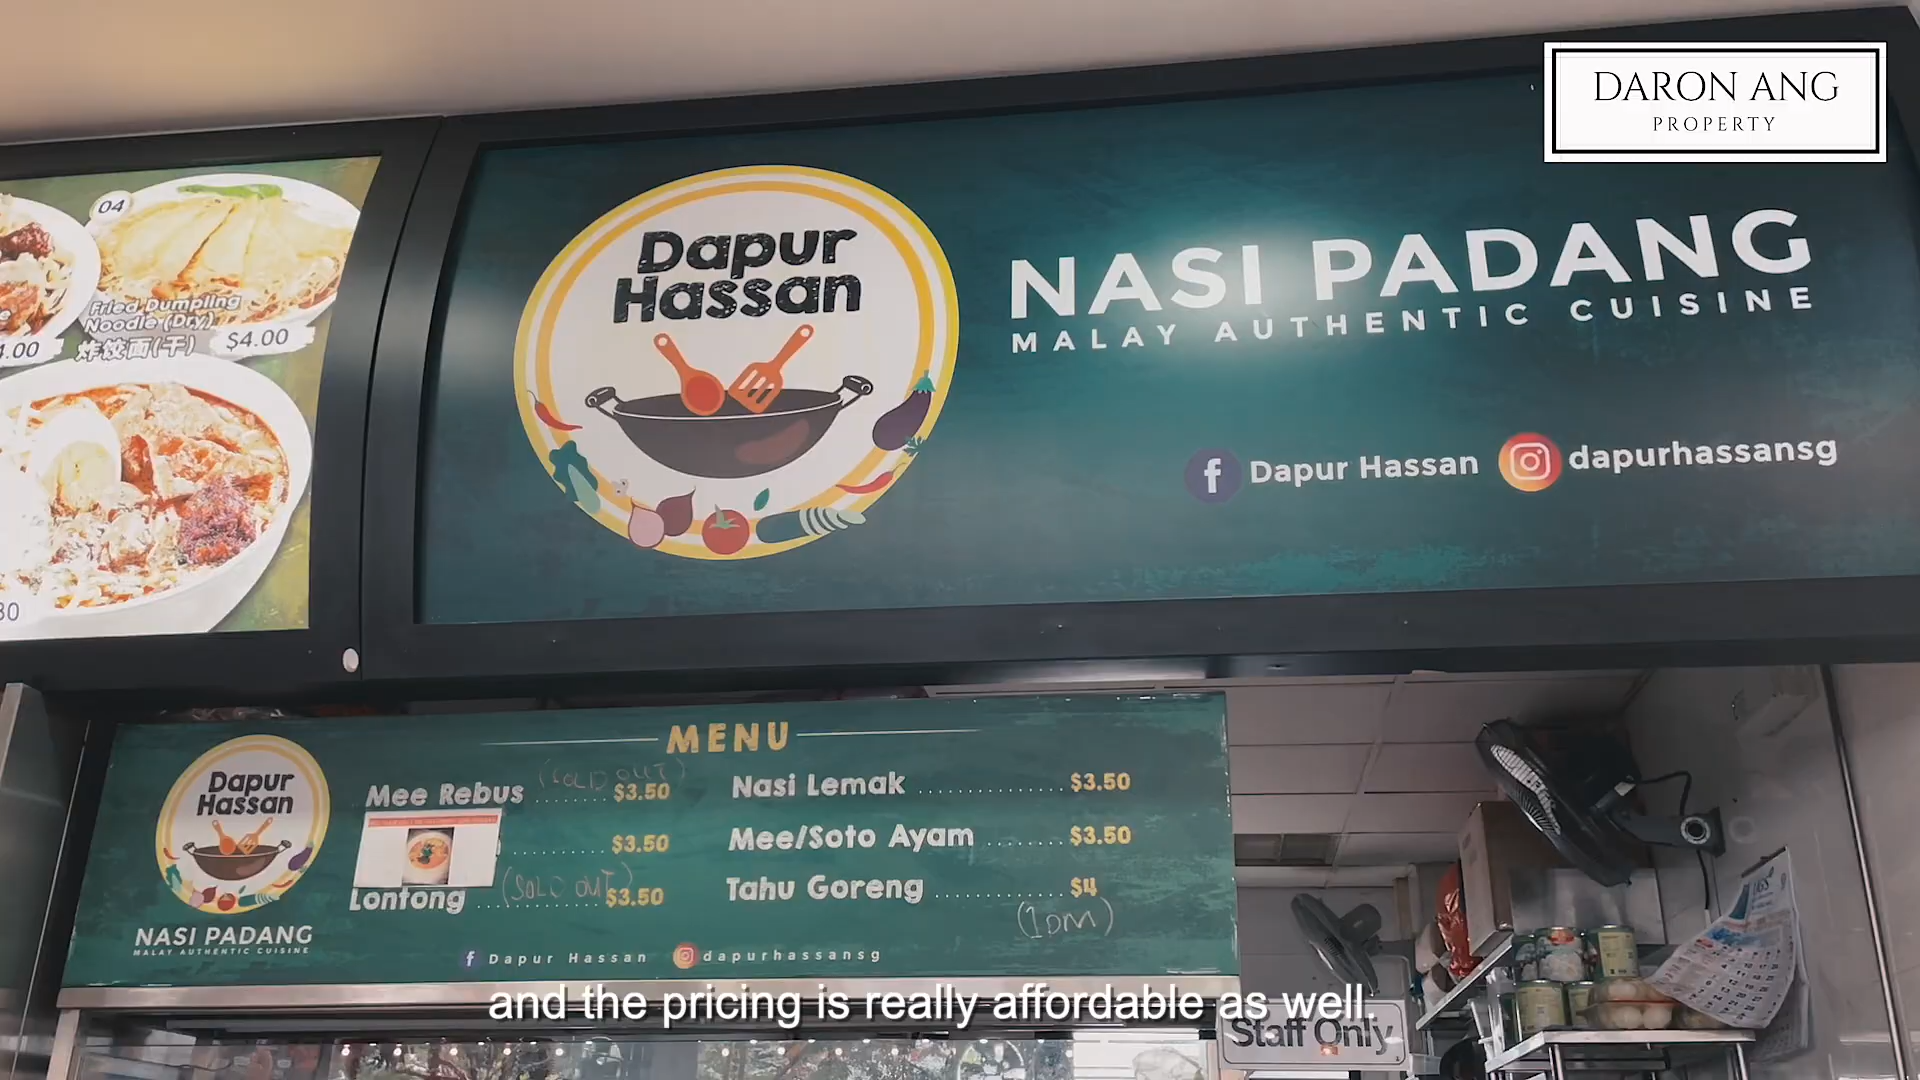 DARON ANG
PROPERTY
04
Fried Dumpling
Noodle (Dry)
炸饺面(干)
$4.00
Dapur
Hassan
NASI PADANG
MALAY AUTHENTIC CUISINE
Dapur Hassan
dapurhassansg
MENU
Dapur
Hassan
NASI PADANG
MALAY AUTHENTIC CUISINE
(SOLD OUT)
Mee Rebus ........ $3.50
............ $3.50
Lontong .... (SOLD OUT) $3.50
Nasi Lemak .............. $3.50
Mee/Soto Ayam ....... $3.50
Tahu Goreng ............ $4
Dapur Hassan dapurhassansg
and the pricing is really affordable as well.
Staff Only